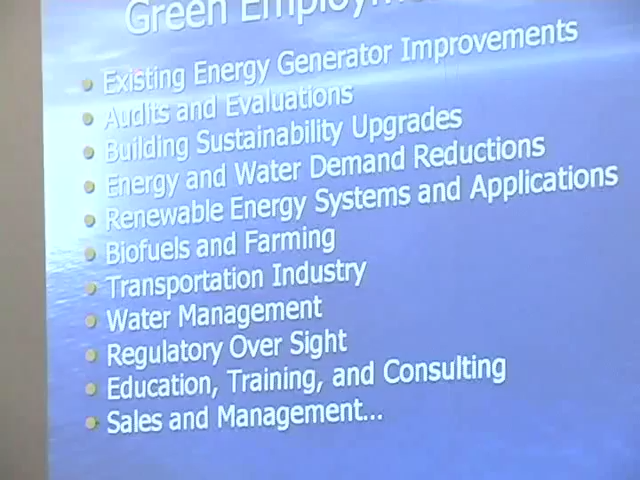 Green Employm
Existing Energy Generator Improvements
Audits and Evaluations
Building Sustainability Upgrades
Energy and Water Demand Reductions
Renewable Energy Systems and Applications
Biofuels and Farming
Transportation Industry
Water Management
Regulatory Over Sight
Education, Training, and Consulting
Sales and Management...